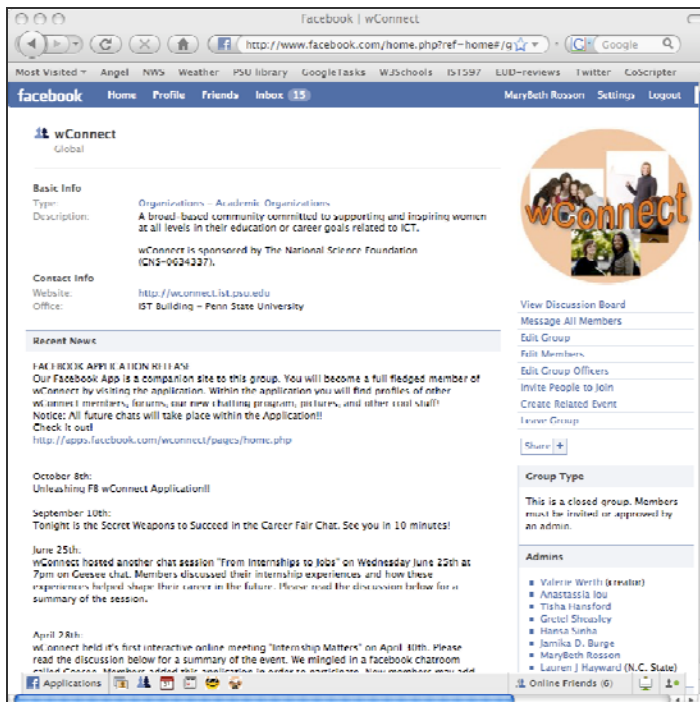 Facebook | wConnect
http://www.facebook.com/home.php?ref=home#/g
Google
Most Visited Angel NWS Weather PSU library GoogleTasks W3Schools IST597 EUD-reviews Twitter CoScripter
facebook Home Profile Friends Inbox 15 MaryBeth Rosson Settings Logout
wConnect
Global
Basic Info
Type: Organizations - Academic Organizations
Description: A broad-based community committed to supporting and inspiring women
at all levels in their education or career goals related to ICT.
wConnect is sponsored by The National Science Foundation
(CNS-0634337).
Contact Info
Website: http://wconnect.ist.psu.edu
Office: IST Building - Penn State University
Recent News
FACEBOOK APPLICATION RELEASE
Our Facebook App is a companion site to this group. You will become a full fledged member of
wConnect by visiting the application. Within the application you will find profiles of other
wConnect members, forums, our new chatting program, pictures, and other cool stuff!
Notice: All future chats will take place within the Application!!
Check it out!
http://apps.facebook.com/wconnect/pages/home.php
October 8th:
Unleashing FB wConnect Application!!
September 10th:
Tonight is the Secret Weapons to Succeed in the Career Fair Chat. See you in 10 minutes!
June 25th:
wConnect hosted another chat session "From Internships to Jobs" on Wednesday June 25th at
7pm on Geesee chat. Members discussed their internship experiences and how these
experiences helped shape their career in the future. Please read the discussion below for a
summary of the session.
April 28th:
wConnect held it's first interactive online meeting "Internship Matters" on April 30th. Please
read the discussion below for a summary of the event. We mingled in a facebook chatroom
called Geesee. Members added this application in order to participate. New members may add
wConnect
View Discussion Board
Message All Members
Edit Group
Edit Members
Edit Group Officers
Invite People to Join
Create Related Event
Leave Group
Share +
Group Type
This is a closed group. Members
must be invited or approved by
an admin.
Admins
Valerie Werth (creator)
Anastassia Iou
Tisha Hansford
Gretel Sheasley
Hansa Sinha
Jamika D. Burge
MaryBeth Rosson
Lauren J Hayward (N.C. State)
Applications
Online Friends (6)